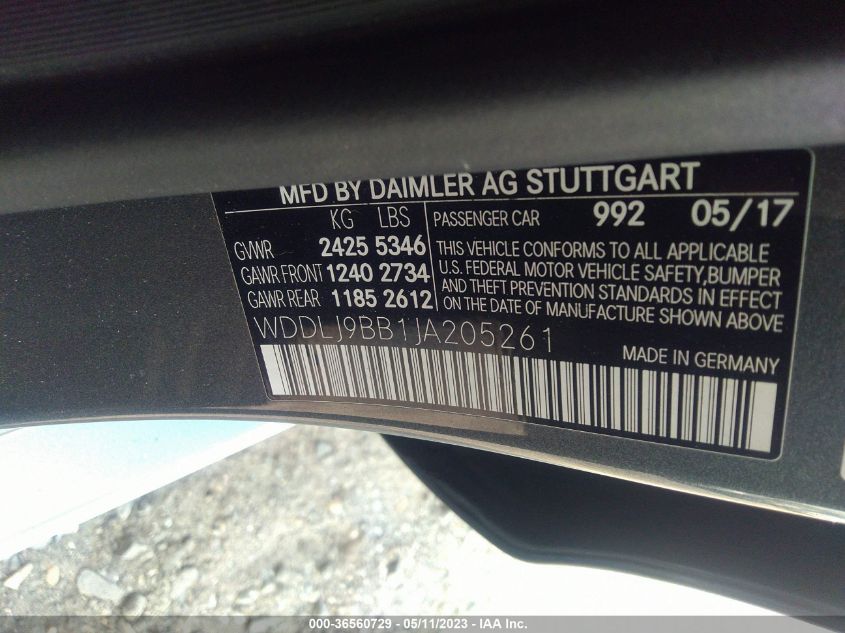 MFD BY DAIMLER AG STUTTGART
KG LBS
GVWR 2425 5346
GAWR FRONT 1240 2734
GAWR REAR 1185 2612
PASSENGER CAR 992 05/17
THIS VEHICLE CONFORMS TO ALL APPLICABLE
U.S. FEDERAL MOTOR VEHICLE SAFETY,BUMPER
AND THEFT PREVENTION STANDARDS IN EFFECT
ON THE DATE OF MANUFACTURE SHOWN ABOVE
WDDLJ9BB1JA205261
MADE IN GERMANY
000-36560729 - 05/11/2023 - IAA Inc.